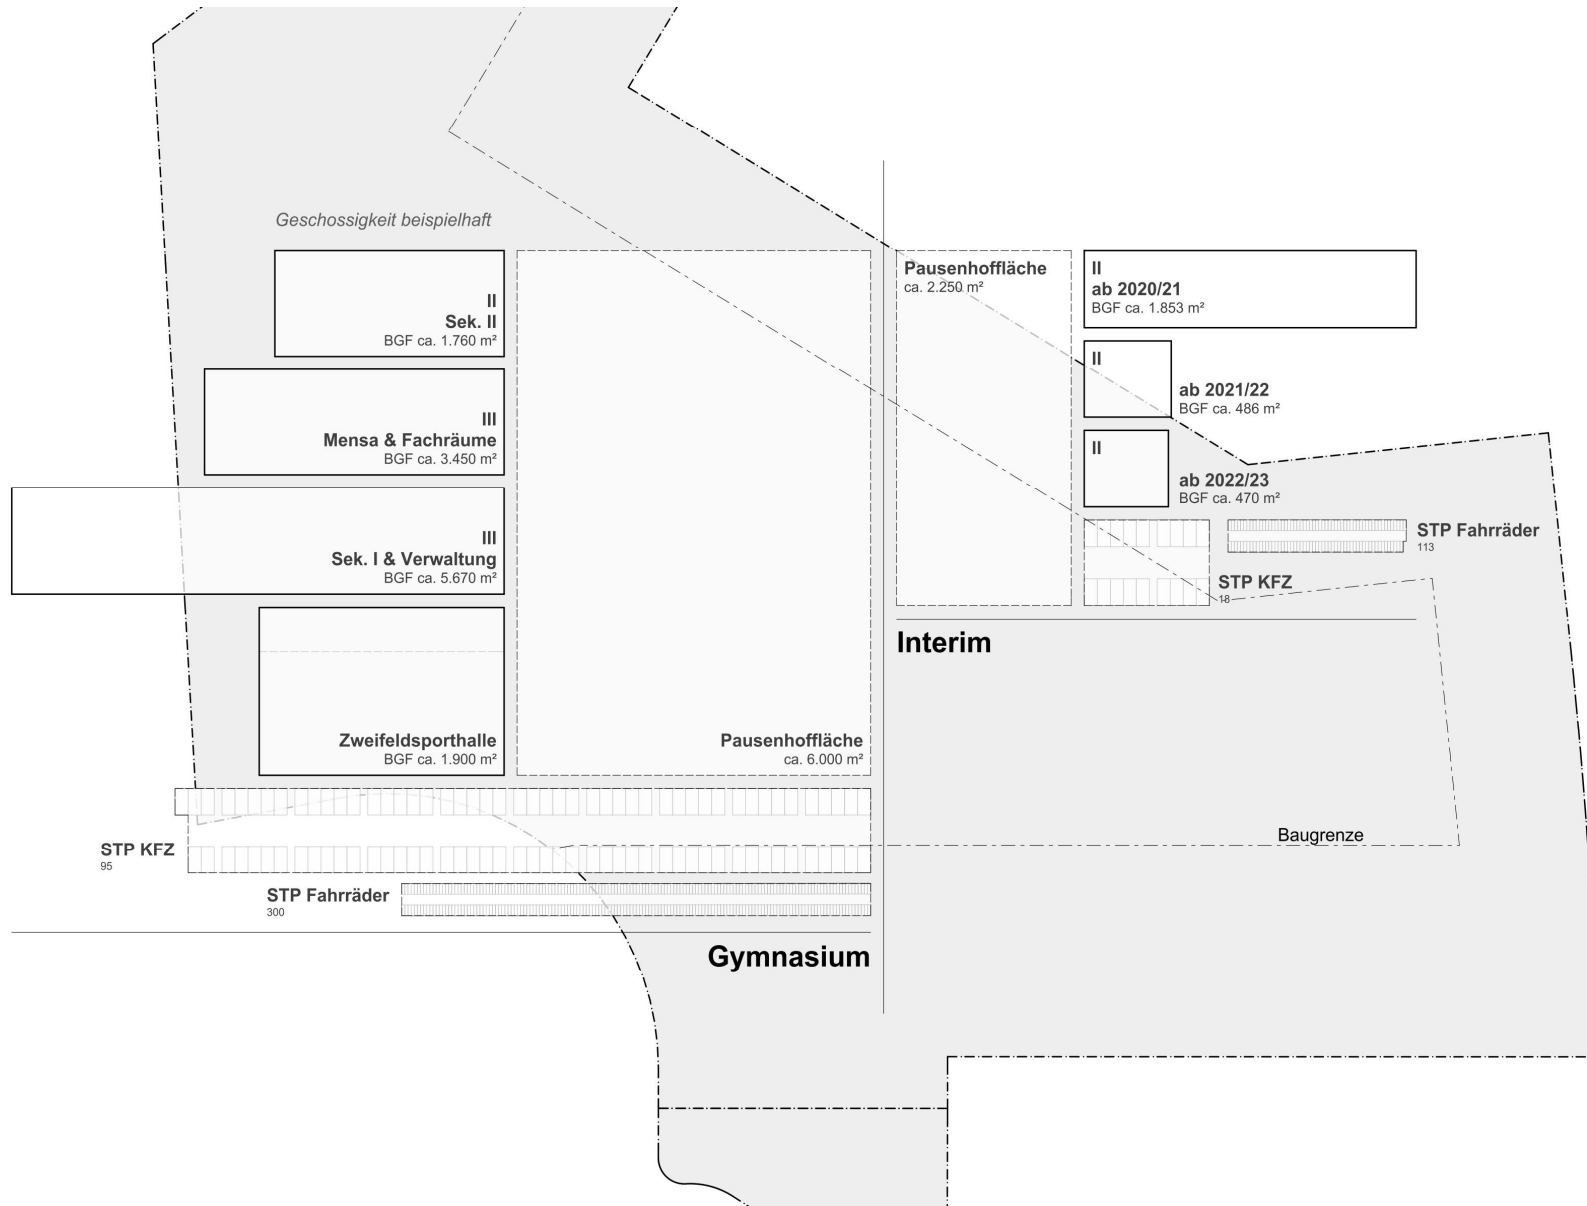 Geschossigkeit beispielhaft
II
Sek. II
BGF ca. 1.760 m²
III
Mensa & Fachräume
BGF ca. 3.450 m²
III
Sek. I & Verwaltung
BGF ca. 5.670 m²
Zweifeldsporthalle
BGF ca. 1.900 m²
Pausenhoffläche
ca. 6.000 m²
STP KFZ
95
STP Fahrräder
300
Gymnasium
Pausenhoffläche
ca. 2.250 m²
II
ab 2020/21
BGF ca. 1.853 m²
II
ab 2021/22
BGF ca. 486 m²
II
ab 2022/23
BGF ca. 470 m²
STP Fahrräder
113
STP KFZ
18
Interim
Baugrenze